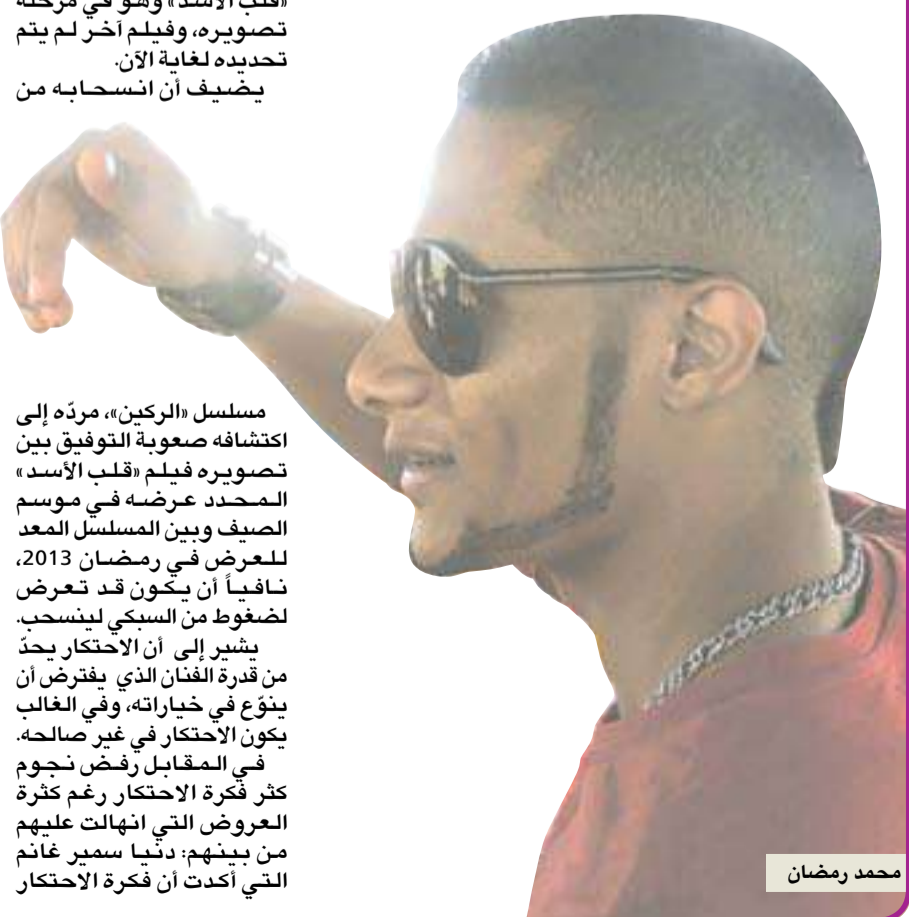 «قلب الأسد» وهو في مرحلة
تصويره، وفيلم آخر لم يتم
تحديده لغاية الآن.
يضيف أن انسحابه من
مسلسل «الركين»، مردّه إلى
اكتشافه صعوبة التوفيق بين
تصويره فيلم «قلب الأسد»
المحدد عرضه في موسم
الصيف وبين المسلسل المعد
للعرض في رمضان 2013،
نافياً أن يكون قد تعرض
لضغوط من السبكي لينسحب.
يشير إلى أن الاحتكار يحدّ
من قدرة الفنان الذي يفترض أن
ينوّع في خياراته، وفي الغالب
يكون الاحتكار في غير صالحه.
في المقابل رفض نجوم
كثر فكرة الاحتكار رغم كثرة
العروض التي انهالت عليهم
من بينهم: دنيا سمير غانم
التي أكدت أن فكرة الاحتكار
محمد رمضان